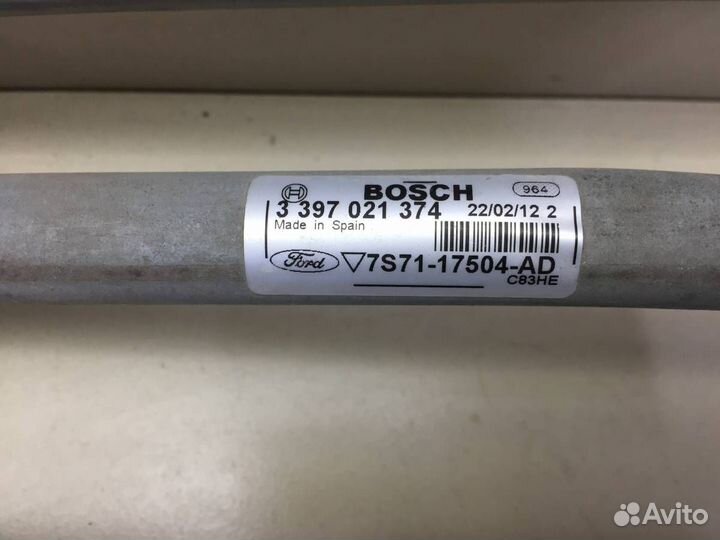 BOSCH 964
3 397 021 374 22/02/12 2
Made in Spain
Ford 7S71-17504-AD
C83HE
Avito